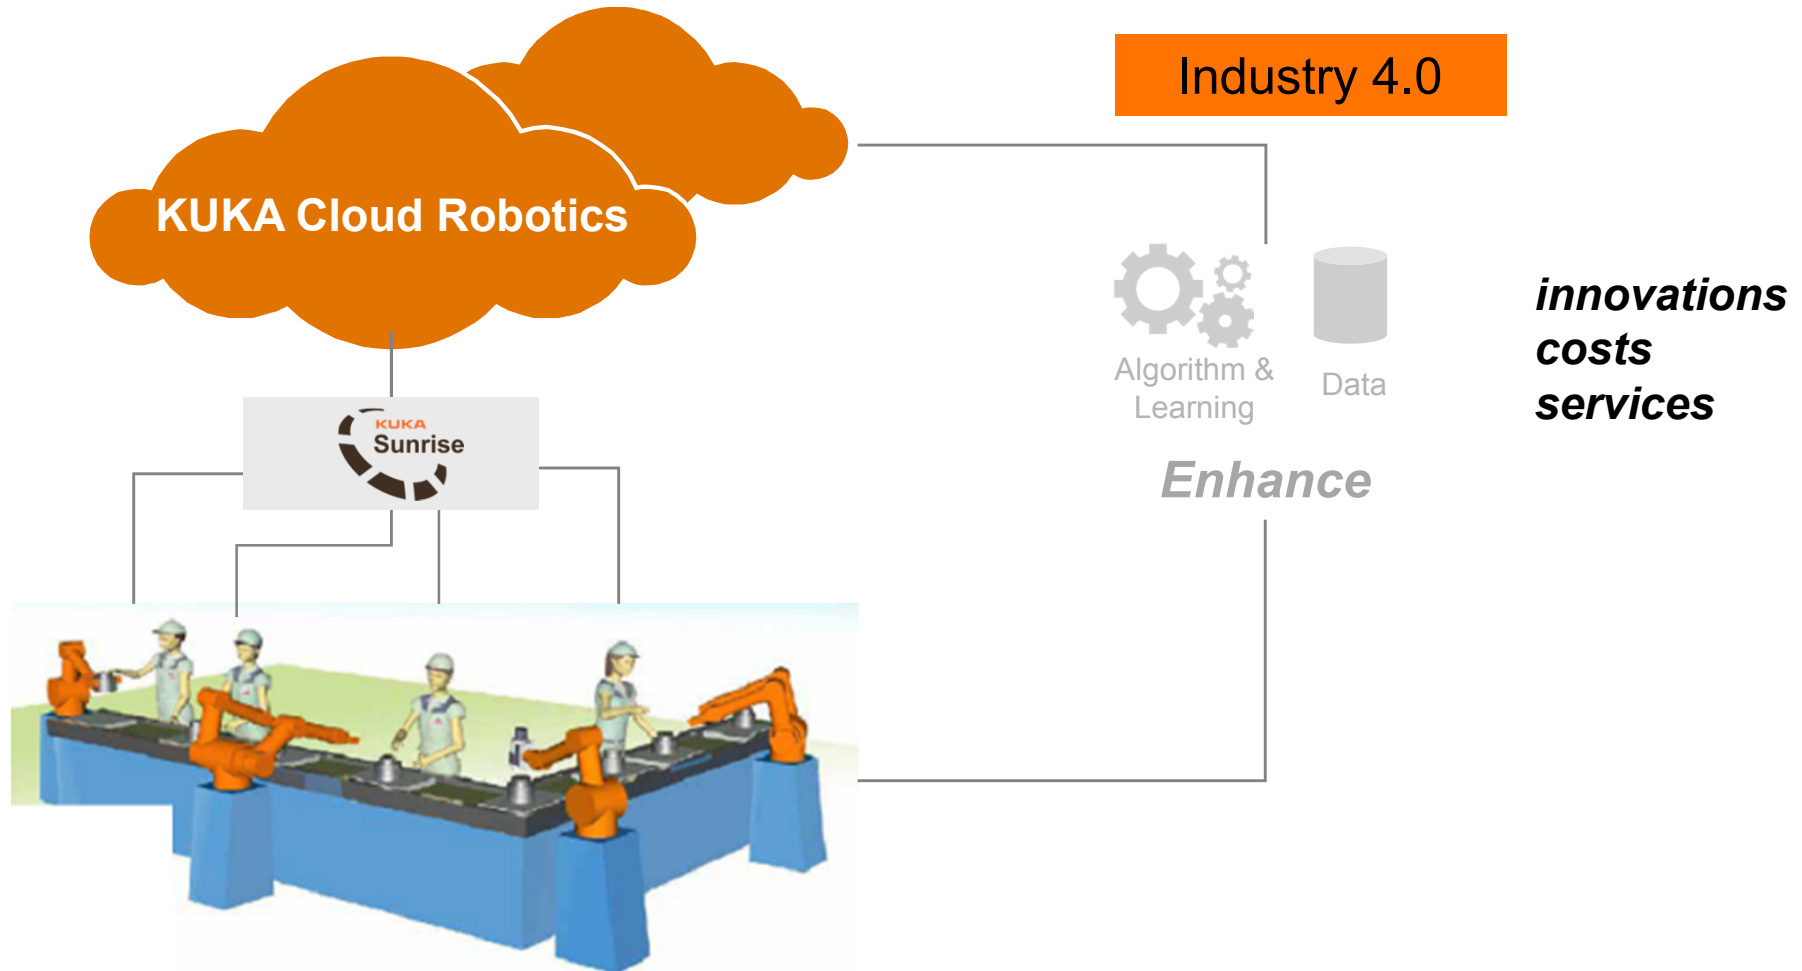 Industry 4.0
KUKA Cloud Robotics
innovations
costs
services
Algorithm &
Learning
Data
Enhance
KUKA
Sunrise